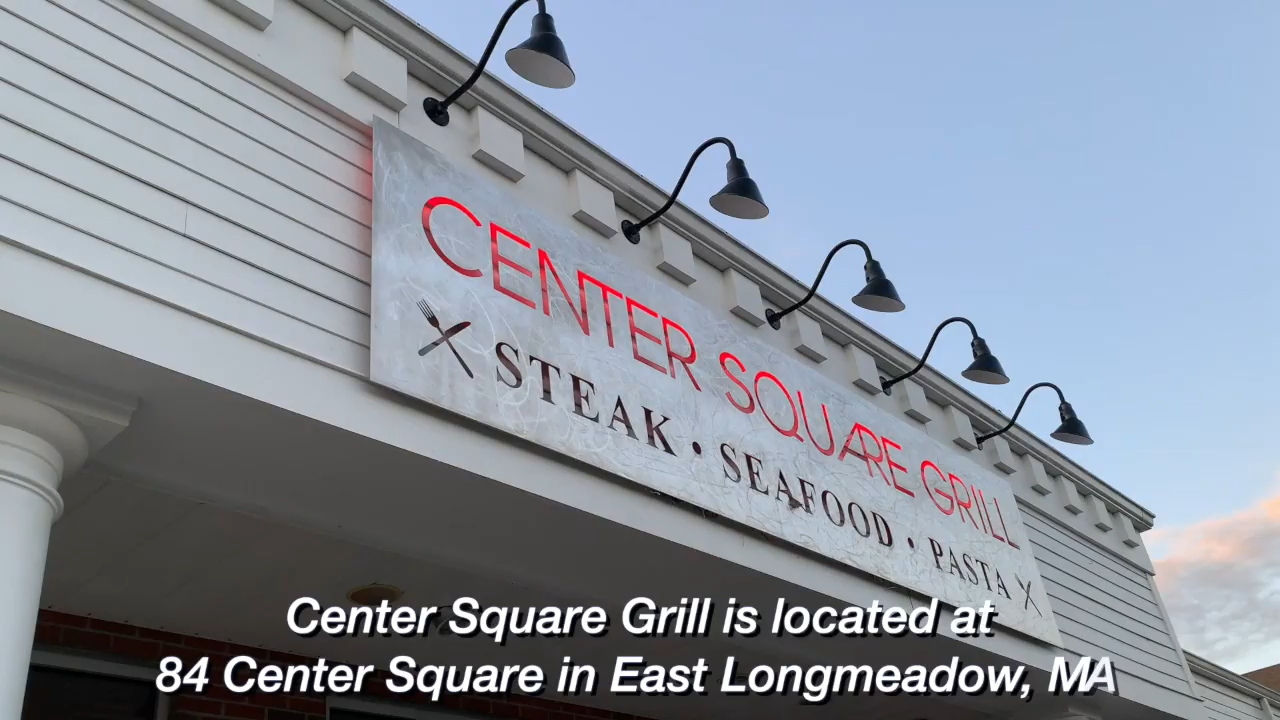 CENTER SQUARE GRILL
STEAK • SEAFOOD • PASTA
Center Square Grill is located at
84 Center Square in East Longmeadow, MA